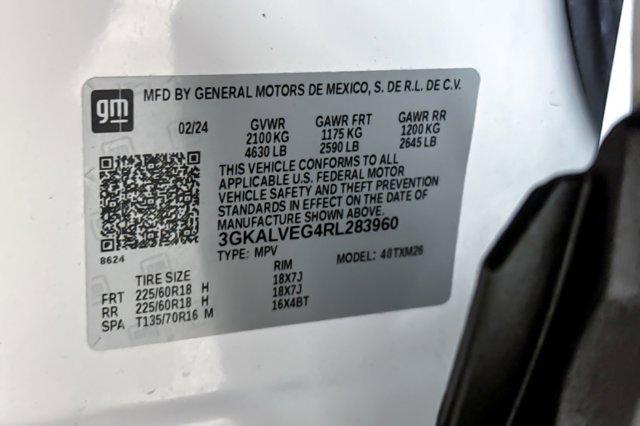 gm
MFD BY GENERAL MOTORS DE MEXICO, S. DE R.L. DE C.V.
02/24 GVWR GAWR FRT GAWR RR
2100 KG 1175 KG 1200 KG
4630 LB 2590 LB 2645 LB
THIS VEHICLE CONFORMS TO ALL
APPLICABLE U.S. FEDERAL MOTOR
VEHICLE SAFETY AND THEFT PREVENTION
STANDARDS IN EFFECT ON THE DATE OF
MANUFACTURE SHOWN ABOVE.
3GKALVEG4RL283960
8624
TYPE: MPV MODEL: 40TXM26
TIRE SIZE RIM
FRT 225/60R18 H 18X7J
RR 225/60R18 H 18X7J
SPA T135/70R16 M 16X4BT